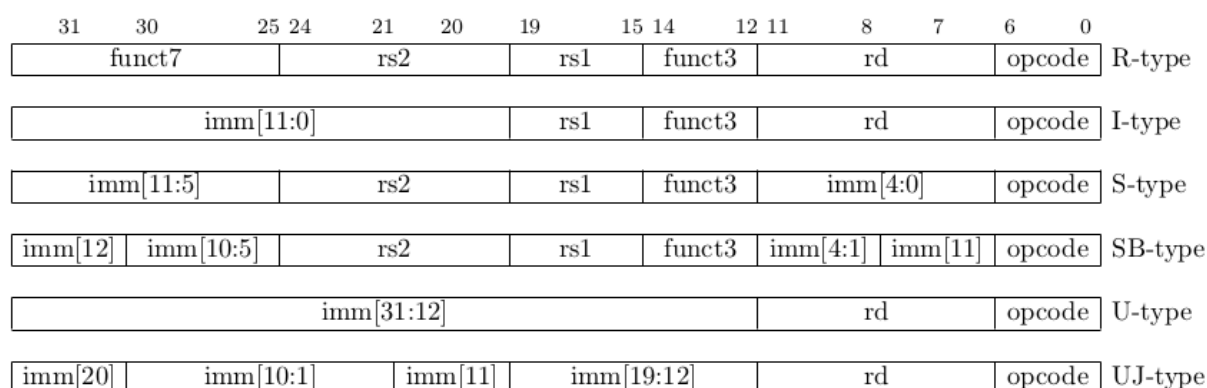 31 30 25 24 21 20 19 15 14 12 11 8 7 6 0
funct7 rs2 rs1 funct3 rd opcode R-type
imm[11:0] rs1 funct3 rd opcode I-type
imm[11:5] rs2 rs1 funct3 imm[4:0] opcode S-type
imm[12] imm[10:5] rs2 rs1 funct3 imm[4:1] imm[11] opcode SB-type
imm[31:12] rd opcode U-type
imm[20] imm[10:1] imm[11] imm[19:12] rd opcode UJ-type